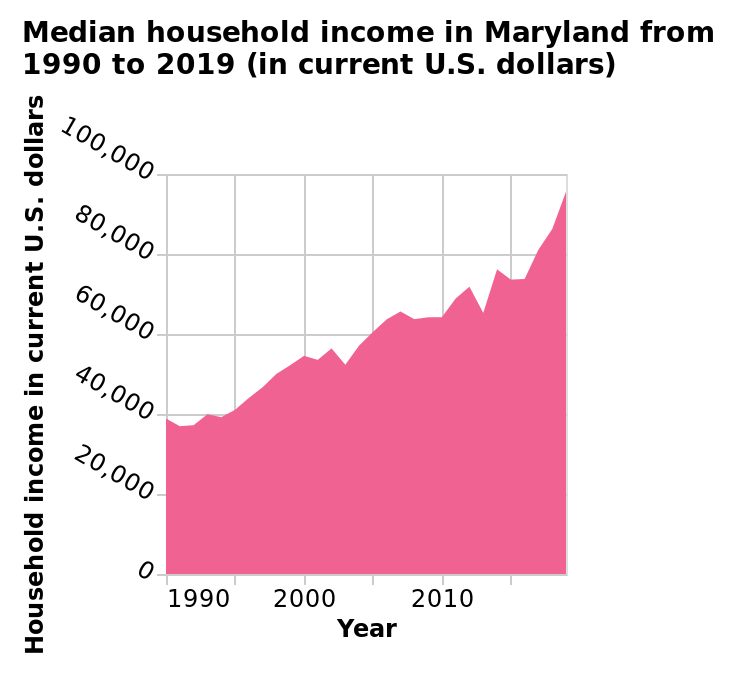 Median household income in Maryland from
1990 to 2019 (in current U.S. dollars)
Household income in current U.S. dollars
100,000
80,000
60,000
40,000
20,000
0
1990 2000 2010
Year